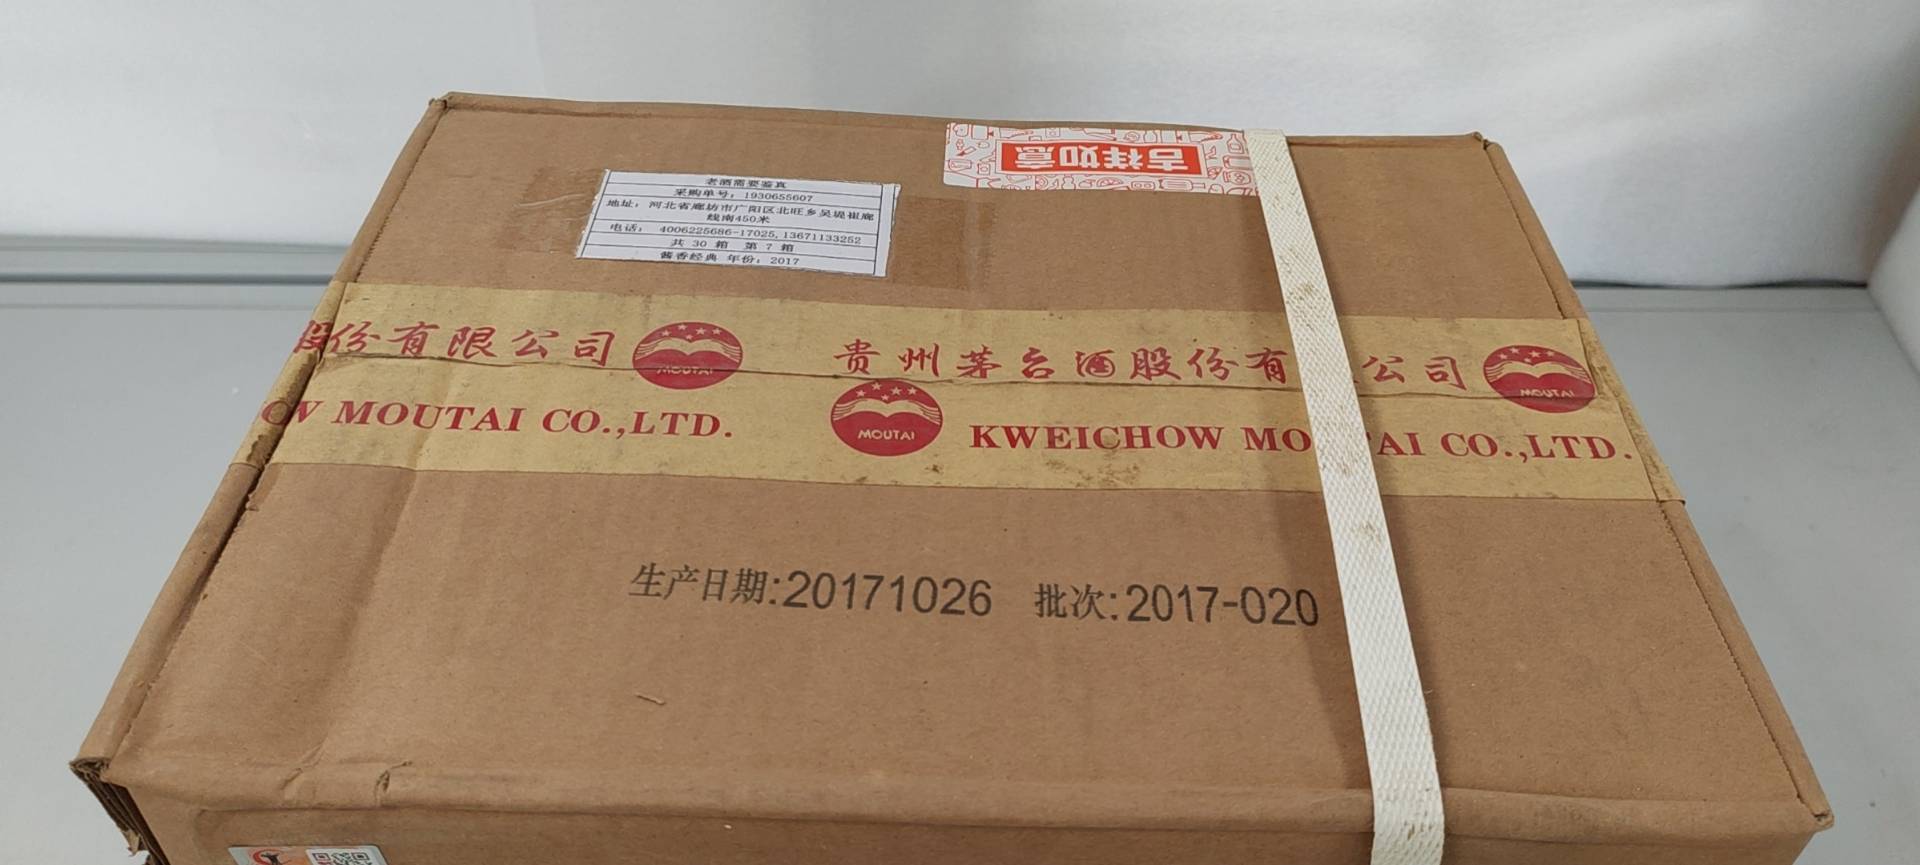 吉祥如意
老酒需要鉴真
采购单号：1930655607
地址：河北省廊坊市广阳区北旺乡吴堤崔廊
线南450米
电话： 4006225686-17025,13671133252
共 30 箱 第 7 箱
酱香经典 年份：2017
股份有限公司 MOUTAI 贵州茅台酒股份有 公司 MOUTAI
OW MOUTAI CO.,LTD. MOUTAI KWEICHOW MO AI CO.,LTD.
生产日期:20171026 批次:2017-020